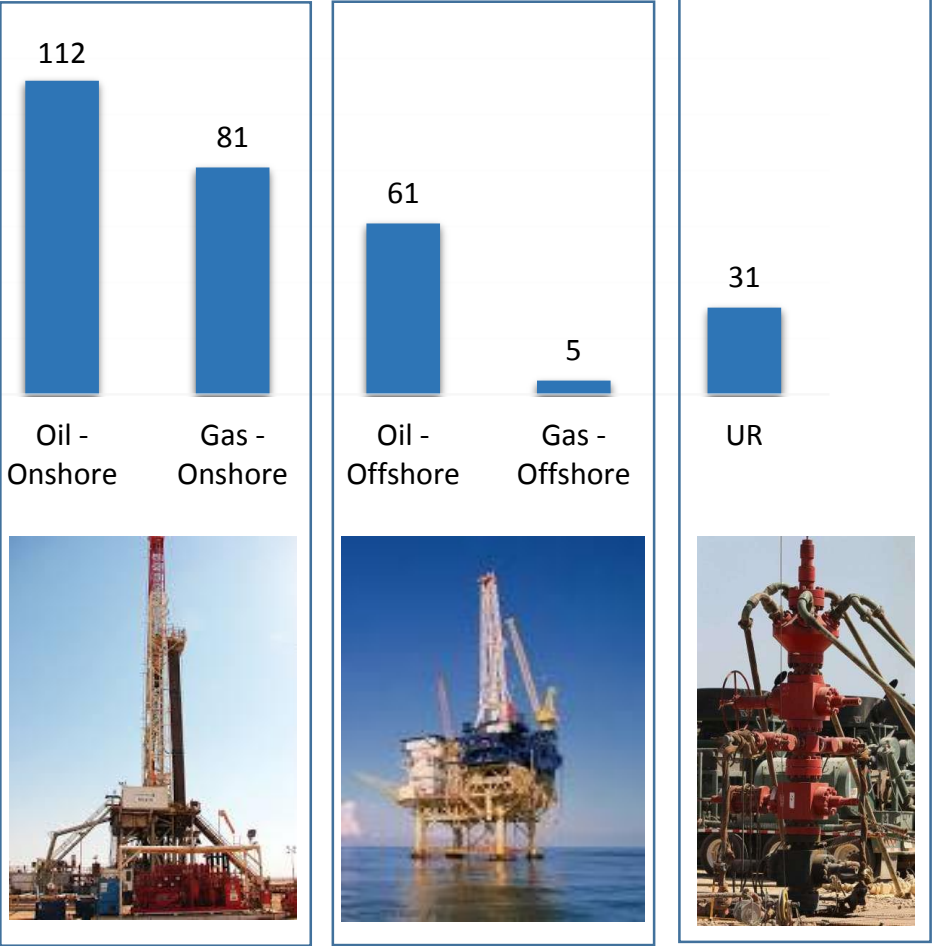 112
81
61
5
31
Oil -
Onshore
Gas -
Onshore
Oil -
Offshore
Gas -
Offshore
UR